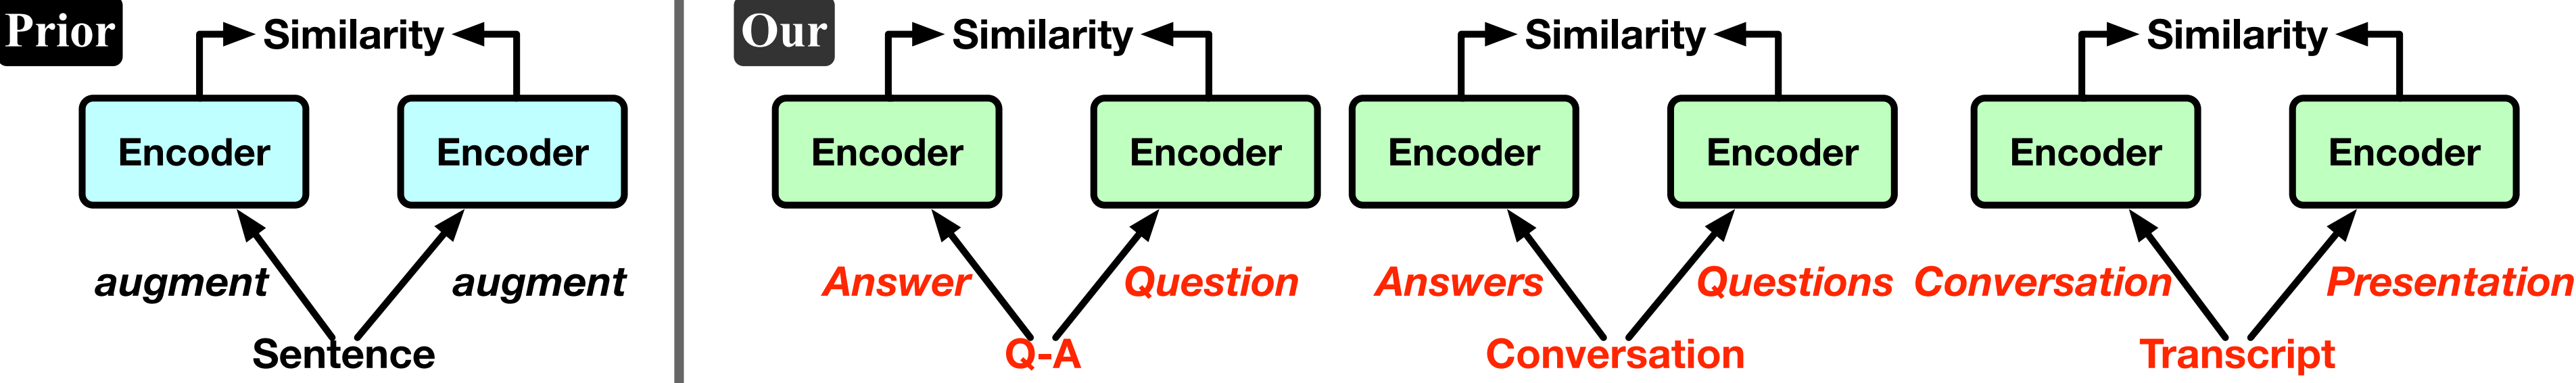 Prior
Similarity
Encoder
Encoder
augment
augment
Sentence
Our
Similarity
Encoder
Encoder
Answer
Question
Q-A
Similarity
Encoder
Encoder
Answers
Questions
Conversation
Similarity
Encoder
Encoder
Conversation
Presentation
Transcript